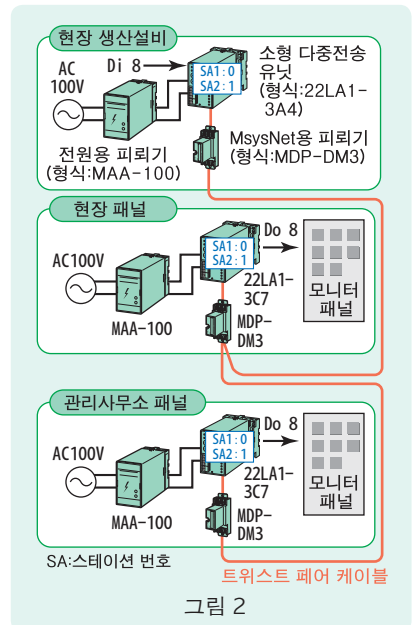 현장 생산설비
AC
100V
Di 8
SA1:0
SA2:1
소형 다중전송
유닛
(형식:22LA1-
3A4)
전원용 피뢰기
(형식:MAA-100)
MsysNet용 피뢰기
(형식:MDP-DM3)
현장 패널
AC100V
SA1:0
SA2:1
Do 8
22LA1-
3C7
MAA-100
MDP-
DM3
모니터
패널
관리사무소 패널
AC100V
SA1:0
SA2:1
Do 8
22LA1-
3C7
MAA-100
MDP-
DM3
모니터
패널
SA:스테이션 번호
트위스트 페어 케이블
그림 2